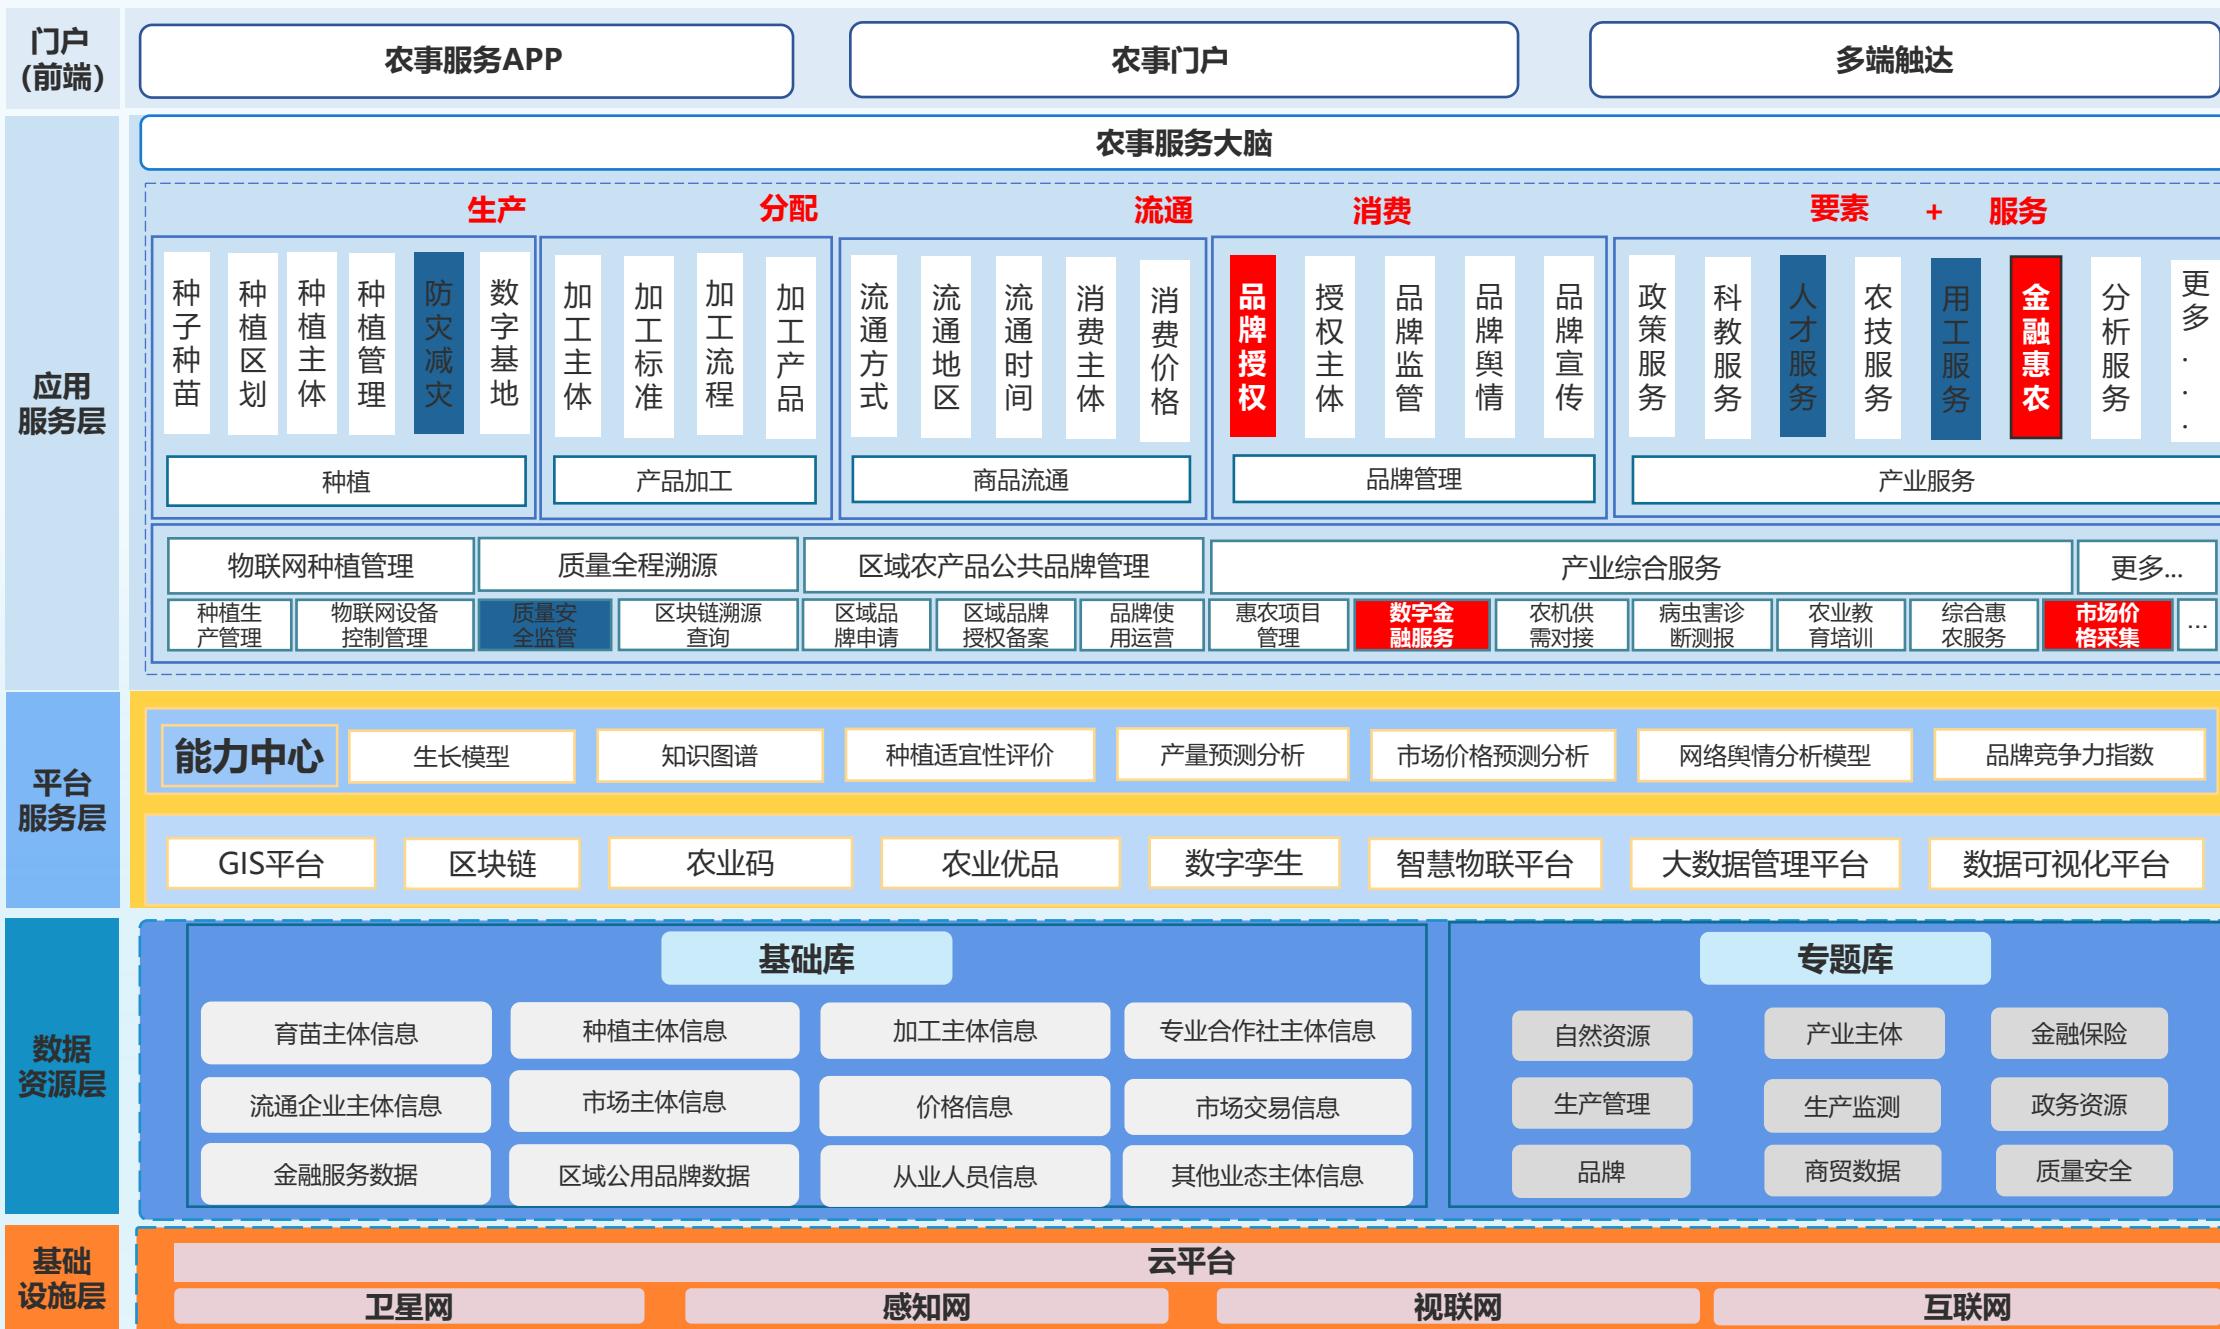 门户
(前端)
农事服务APP
农事门户
多端触达
应用
服务层
农事服务大脑
生产
分配
流通
消费
要素
+
服务
种子种苗
种植区划
种植主体
种植管理
防灾减灾
数字基地
加工主体
加工标准
加工流程
加工产品
流通方式
流通地区
流通时间
消费主体
消费价格
品牌授权
授权主体
品牌监管
品牌舆情
品牌宣传
政策服务
科教服务
人才服务
农技服务
用工服务
金融惠农
分析服务
更多...
种植
产品加工
商品流通
品牌管理
产业服务
物联网种植管理
质量全程溯源
区域农产品公共品牌管理
产业综合服务
更多...
种植生
产管理
物联网设备
控制管理
质量安
全监管
区块链溯源
查询
区域品
牌申请
区域品牌
授权备案
品牌使
用运营
惠农项目
管理
数字金
融服务
农机供
需对接
病虫害诊
断测报
农业教
育培训
综合惠
农服务
市场价
格采集
...
平台
服务层
能力中心
生长模型
知识图谱
种植适宜性评价
产量预测分析
市场价格预测分析
网络舆情分析模型
品牌竞争力指数
GIS平台
区块链
农业码
农业优品
数字孪生
智慧物联平台
大数据管理平台
数据可视化平台
数据
资源层
基础库
育苗主体信息
种植主体信息
加工主体信息
专业合作社主体信息
流通企业主体信息
市场主体信息
价格信息
市场交易信息
金融服务数据
区域公用品牌数据
从业人员信息
其他业态主体信息
专题库
自然资源
产业主体
金融保险
生产管理
生产监测
政务资源
品牌
商贸数据
质量安全
基础
设施层
云平台
卫星网
感知网
视联网
互联网